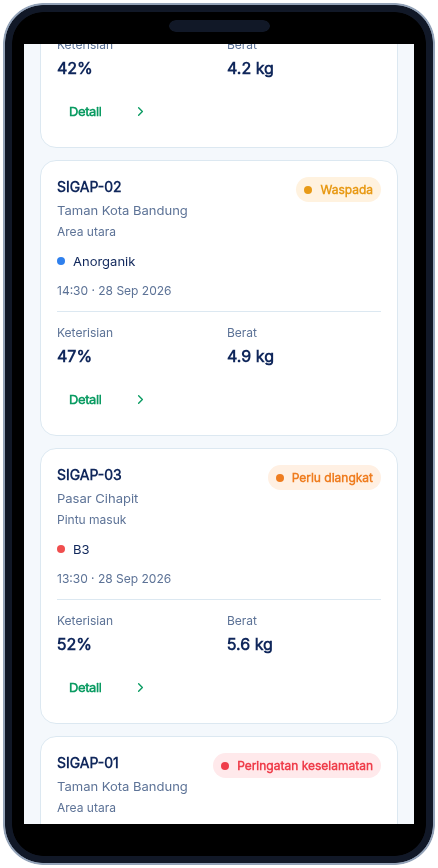 Keterisian
Berat
42%
4.2 kg
Detail
SIGAP-02
Waspada
Taman Kota Bandung
Area utara
Anorganik
14:30 · 28 Sep 2026
Keterisian
Berat
47%
4.9 kg
Detail
SIGAP-03
Perlu diangkat
Pasar Cihapit
Pintu masuk
B3
13:30 · 28 Sep 2026
Keterisian
Berat
52%
5.6 kg
Detail
SIGAP-01
Peringatan keselamatan
Taman Kota Bandung
Area utara